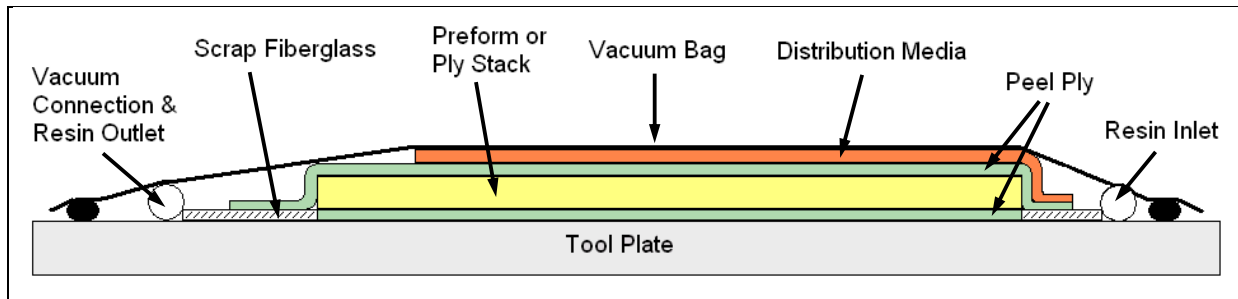 Scrap Fiberglass
Preform or
Ply Stack
Vacuum Bag
Distribution Media
Peel Ply
Vacuum
Connection &
Resin Outlet
Resin Inlet
Tool Plate